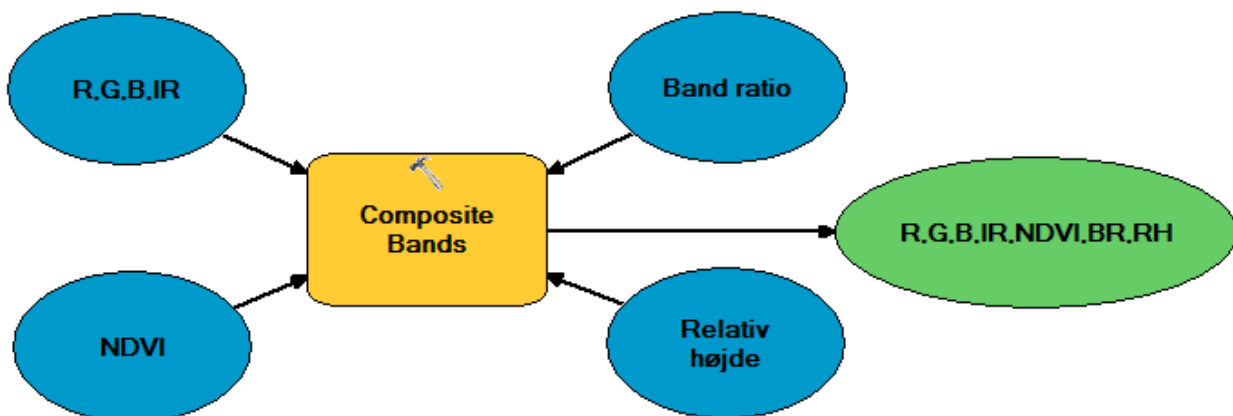 R,G,B,IR
Band ratio
Composite
Bands
R,G,B,IR,NDVI,BR,RH
NDVI
Relativ
højde